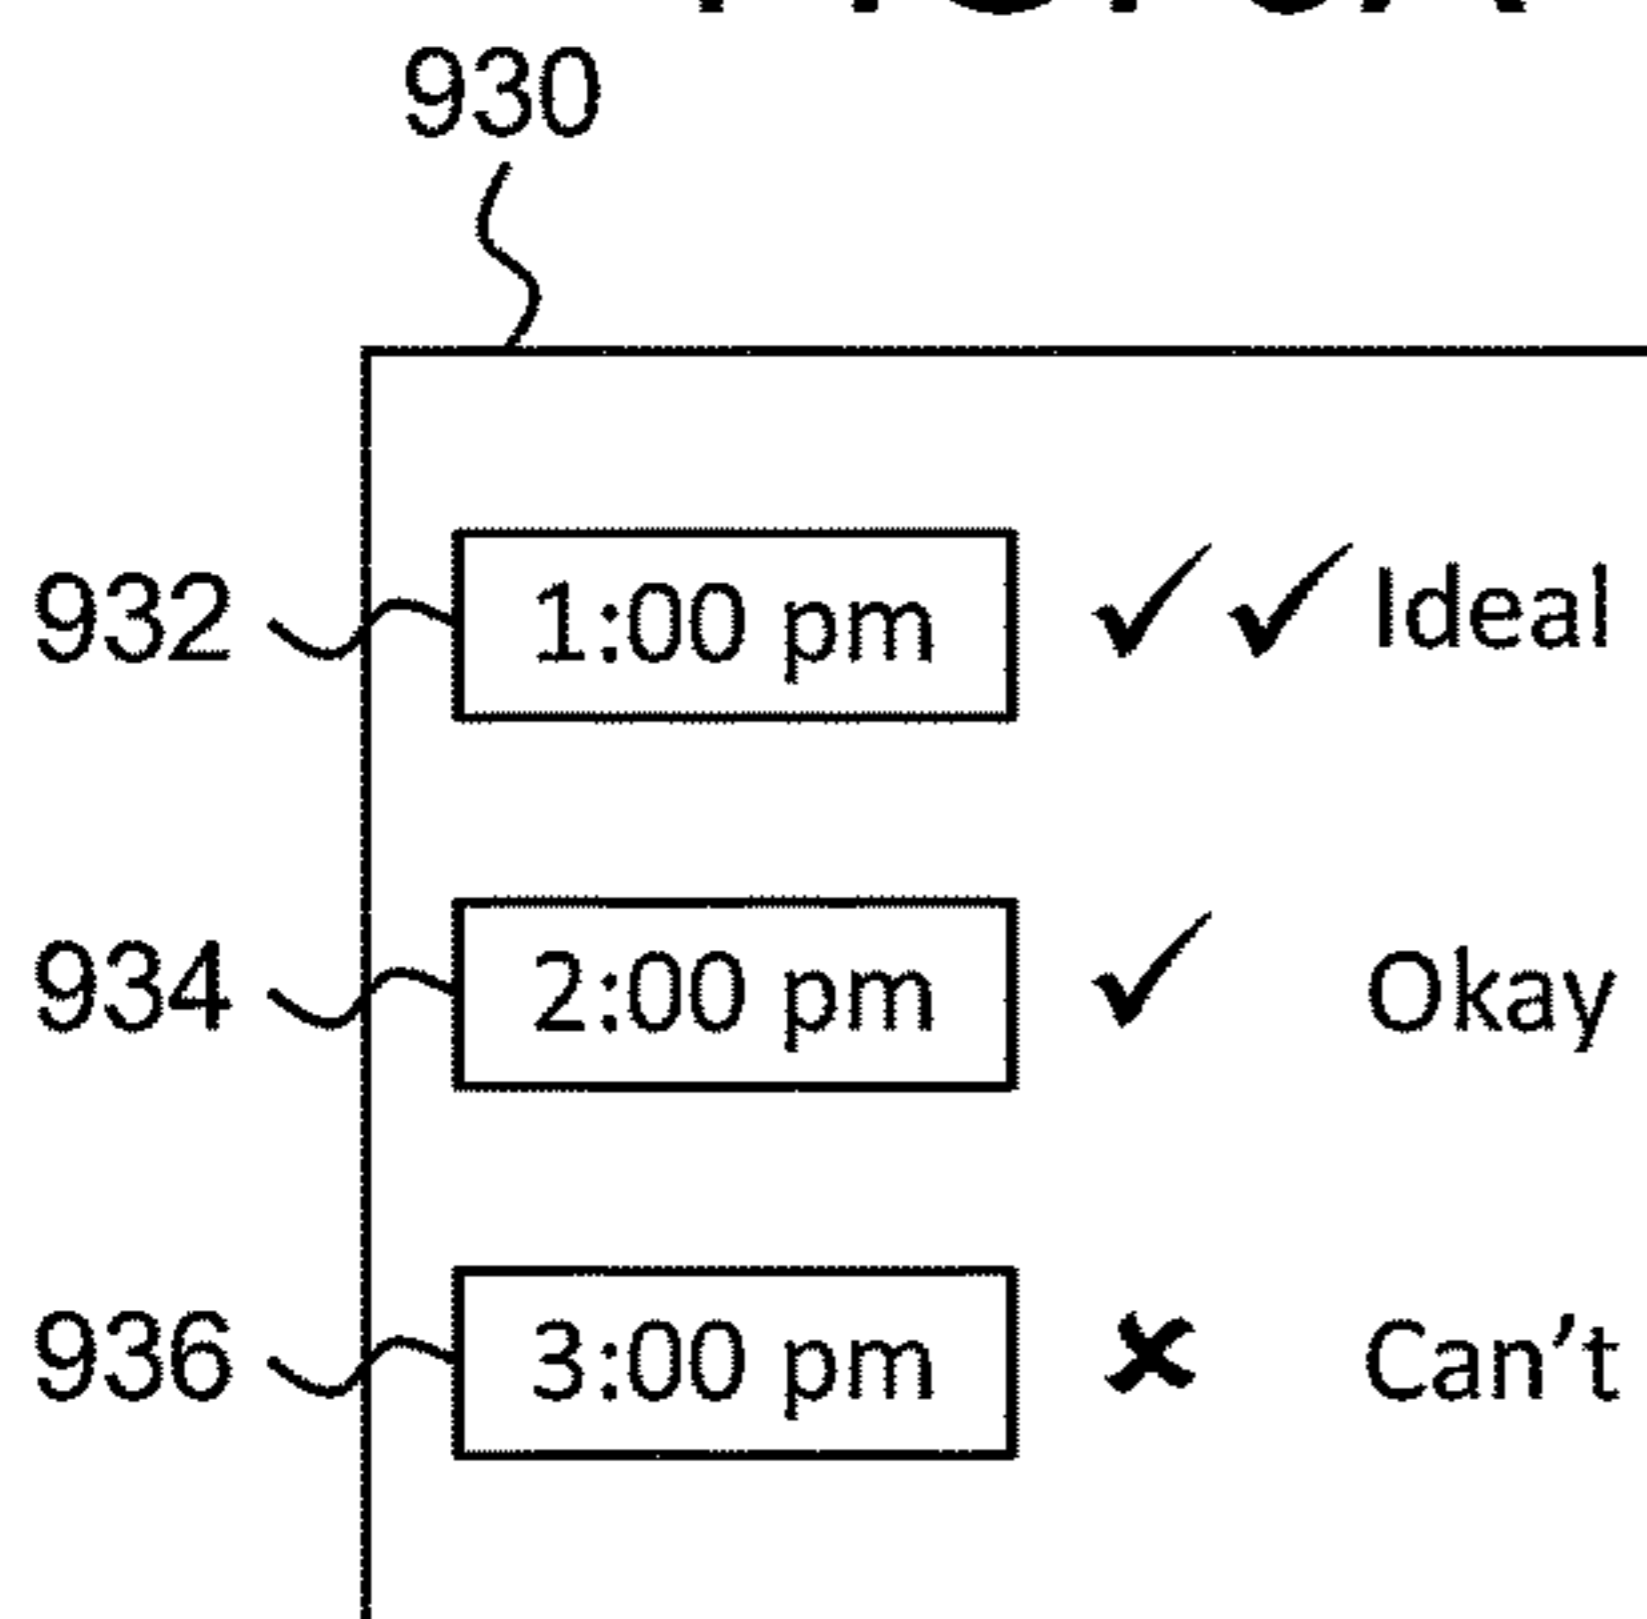 930
932 1:00 pm ✓ ✓ Ideal
934 2:00 pm ✓ Okay
936 3:00 pm ✘ Can't